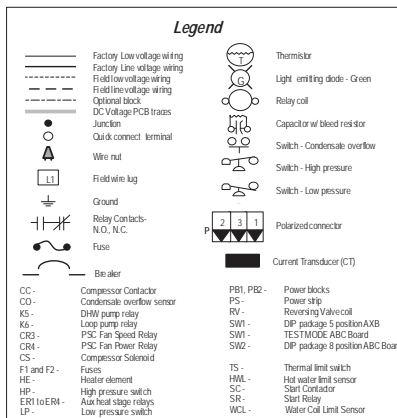 Legend
Factory Low voltage wiring
Factory Line voltage wiring
Field low voltage wiring
Field line voltage wiring
Optional block
DC Voltage PCB traces
Junction
Quick connect terminal
Wire nut
L1
Field wire lug
Ground
Relay Contacts-
N.O., N.C.
Fuse
Breaker
T
Thermistor
G
Light emitting diode - Green
Relay coil
Capacitor w/ bleed resistor
Switch - Condensate overflow
Switch - High pressure
Switch - Low pressure
P
2 3 1
Polarized connector
Current Transducer (CT)
CC - Compressor Contactor
CO - Condensate overflow sensor
K5 - DHW pump relay
K6 - Loop pump relay
CR3 - PSC Fan Speed Relay
CR4 - PSC Fan Power Relay
CS - Compressor Solenoid
F1 and F2 - Fuses
HE - Heater element
HP - High pressure switch
ER1 to ER4 - Aux heat stage relays
LP - Low pressure switch
PB1, PB2 - Power blocks
PS - Power strip
RV - Reversing Valve coil
SW1 - DIP package 5 position AXB
SW1 - TEST MODE ABC Board
SW2 - DIP package 8 position ABC Board
TS - Thermal limit switch
HWL - Hot water limit sensor
SC - Start Contactor
SR - Start Relay
WCL - Water Coil Limit Sensor